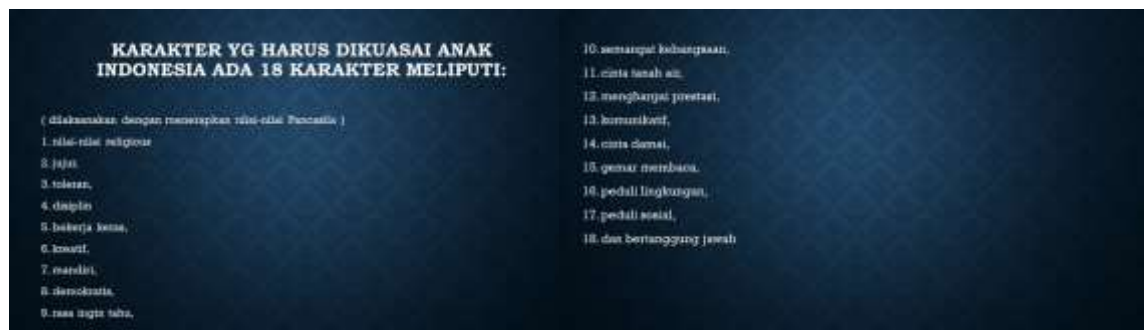 KARAKTER YG HARUS DIKUASAI ANAK
INDONESIA ADA 18 KARAKTER MELIPUTI:
( dilaksanakan dengan menerapkan nilai-nilai Pancasila )
1. nilai-nilai religious
2. jujur
3. toleran,
4. disiplin
5. bekerja keras,
6. kreatif,
7. mandiri,
8. demokratis,
9. rasa ingin tahu,
10. semangat kebangsaan,
11. cinta tanah air,
12. menghargai prestasi,
13. komunikatif,
14. cinta damai,
15. gemar membaca,
16. peduli lingkungan,
17. peduli sosial,
18. dan bertanggung jawab